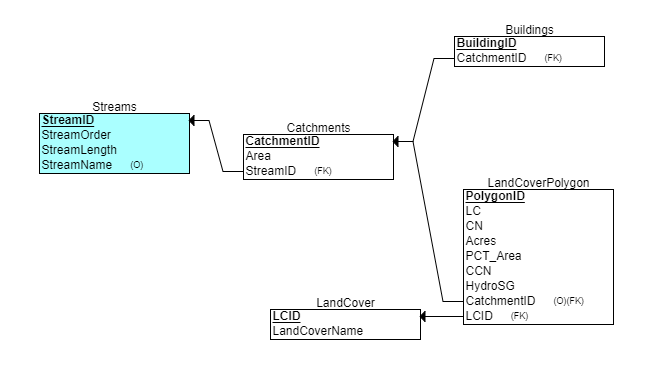 Buildings
BuildingID
CatchmentID (FK)
Streams
StreamID
StreamOrder
StreamLength
StreamName (O)
Catchments
CatchmentID
Area
StreamID (FK)
LandCoverPolygon
PolygonID
LC
CN
Acres
PCT_Area
CCN
HydroSG
CatchmentID (O)(FK)
LCID (FK)
LandCover
LCID
LandCoverName